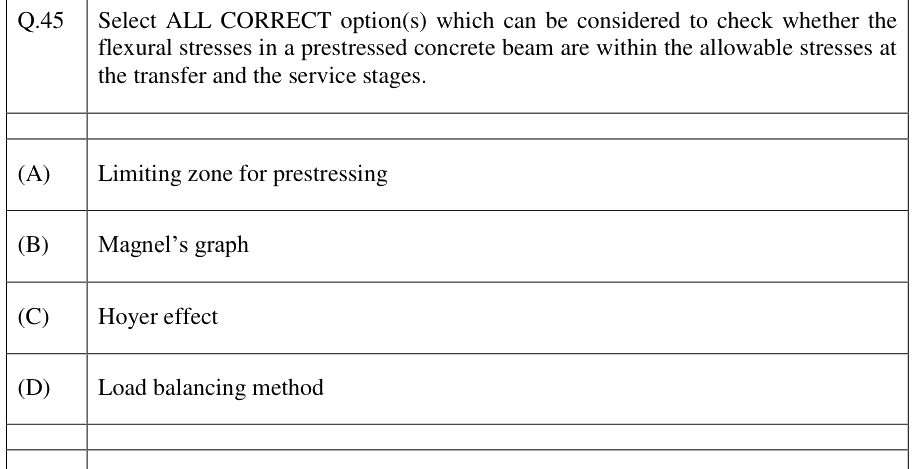 Q.45 Select ALL CORRECT option(s) which can be considered to check whether the
flexural stresses in a prestressed concrete beam are within the allowable stresses at
the transfer and the service stages.
(A) Limiting zone for prestressing
(B) Magnel’s graph
(C) Hoyer effect
(D) Load balancing method